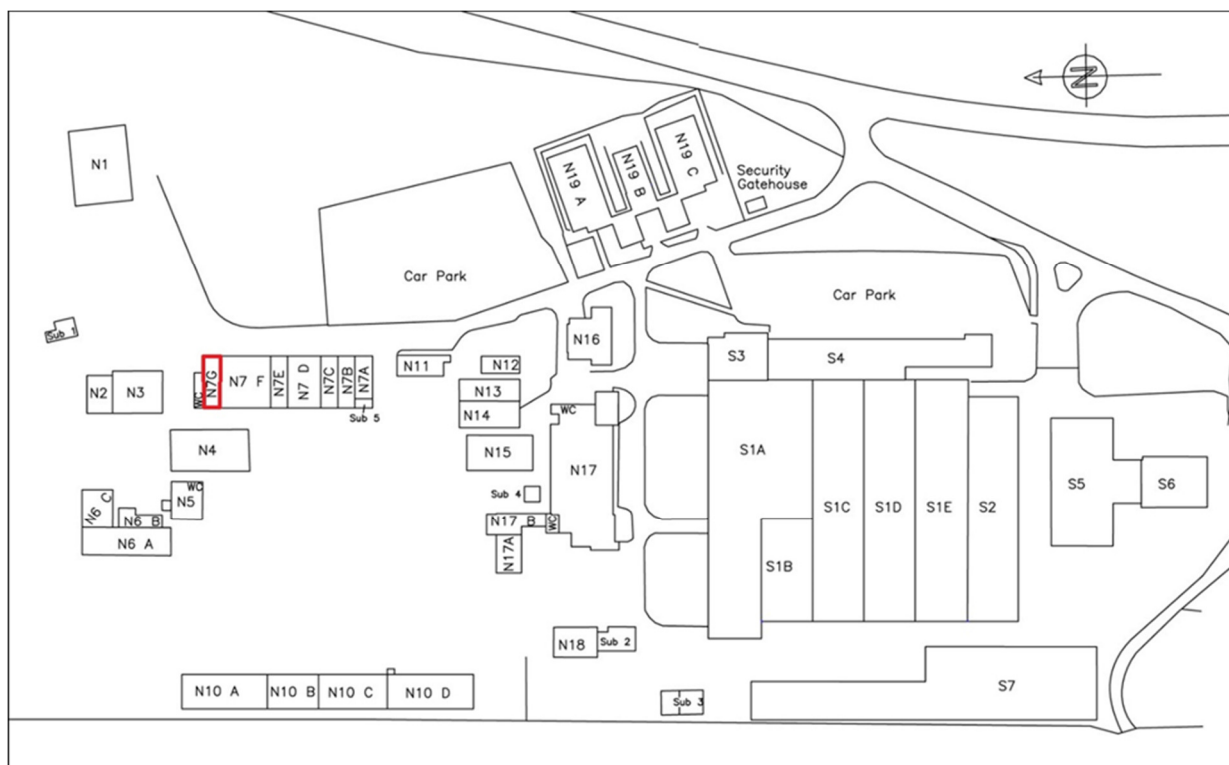 N
N1
N19 A
N19 B
N19 C
Security
Gatehouse
Car Park
Car Park
Sub 1
N2
N3
WC
N7G
N7 F
N7E
N7 D
N7C
N7B
N7A
Sub 5
N11
N12
N13
N14
N16
S3
S4
N4
N15
WC
N17
S1A
S1B
S1C
S1D
S1E
S2
S5
S6
N6 C
N6 B
N6 A
WC
N5
Sub 4
N17 B
WC
N17A
N18
Sub 2
N10 A
N10 B
N10 C
N10 D
Sub 3
S7